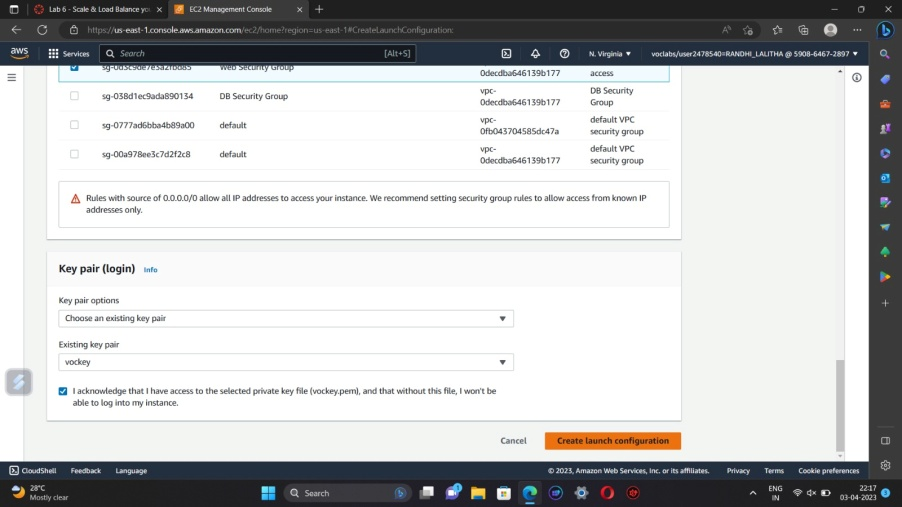 Lab 6 - Scale & Load Balance yo
EC2 Management Console
https://us-east-1.console.aws.amazon.com/ec2/home?region=us-east-1#CreateLaunchConfiguration:
aws
Services
Search
[Alt+S]
N. Virginia
voclabs/user2478540=RANDHI_LALITHA @ 5908-6467-2897
sg-0d3c9de7e3a2f6d85 Web Security Group 0decdba646139b177 access
sg-038d1ec9ada890134 DB Security Group vpc- DB Security
0decdba646139b177 Group
sg-0777ad6bba4b89a00 default vpc- default VPC
0fb043704585dc47a security group
sg-00a978ee3c7d2f2c8 default vpc- default VPC
0decdba646139b177 security group
Rules with source of 0.0.0.0/0 allow all IP addresses to access your instance. We recommend setting security group rules to allow access from known IP
addresses only.
Key pair (login) Info
Key pair options
Choose an existing key pair
Existing key pair
vockey
I acknowledge that I have access to the selected private key file (vockey.pem), and that without this file, I won't be
able to log into my instance.
Cancel
Create launch configuration
CloudShell Feedback Language
© 2023, Amazon Web Services, Inc. or its affiliates. Privacy Terms Cookie preferences
28°C
Mostly clear
Search
ENG
IN
22:17
03-04-2023